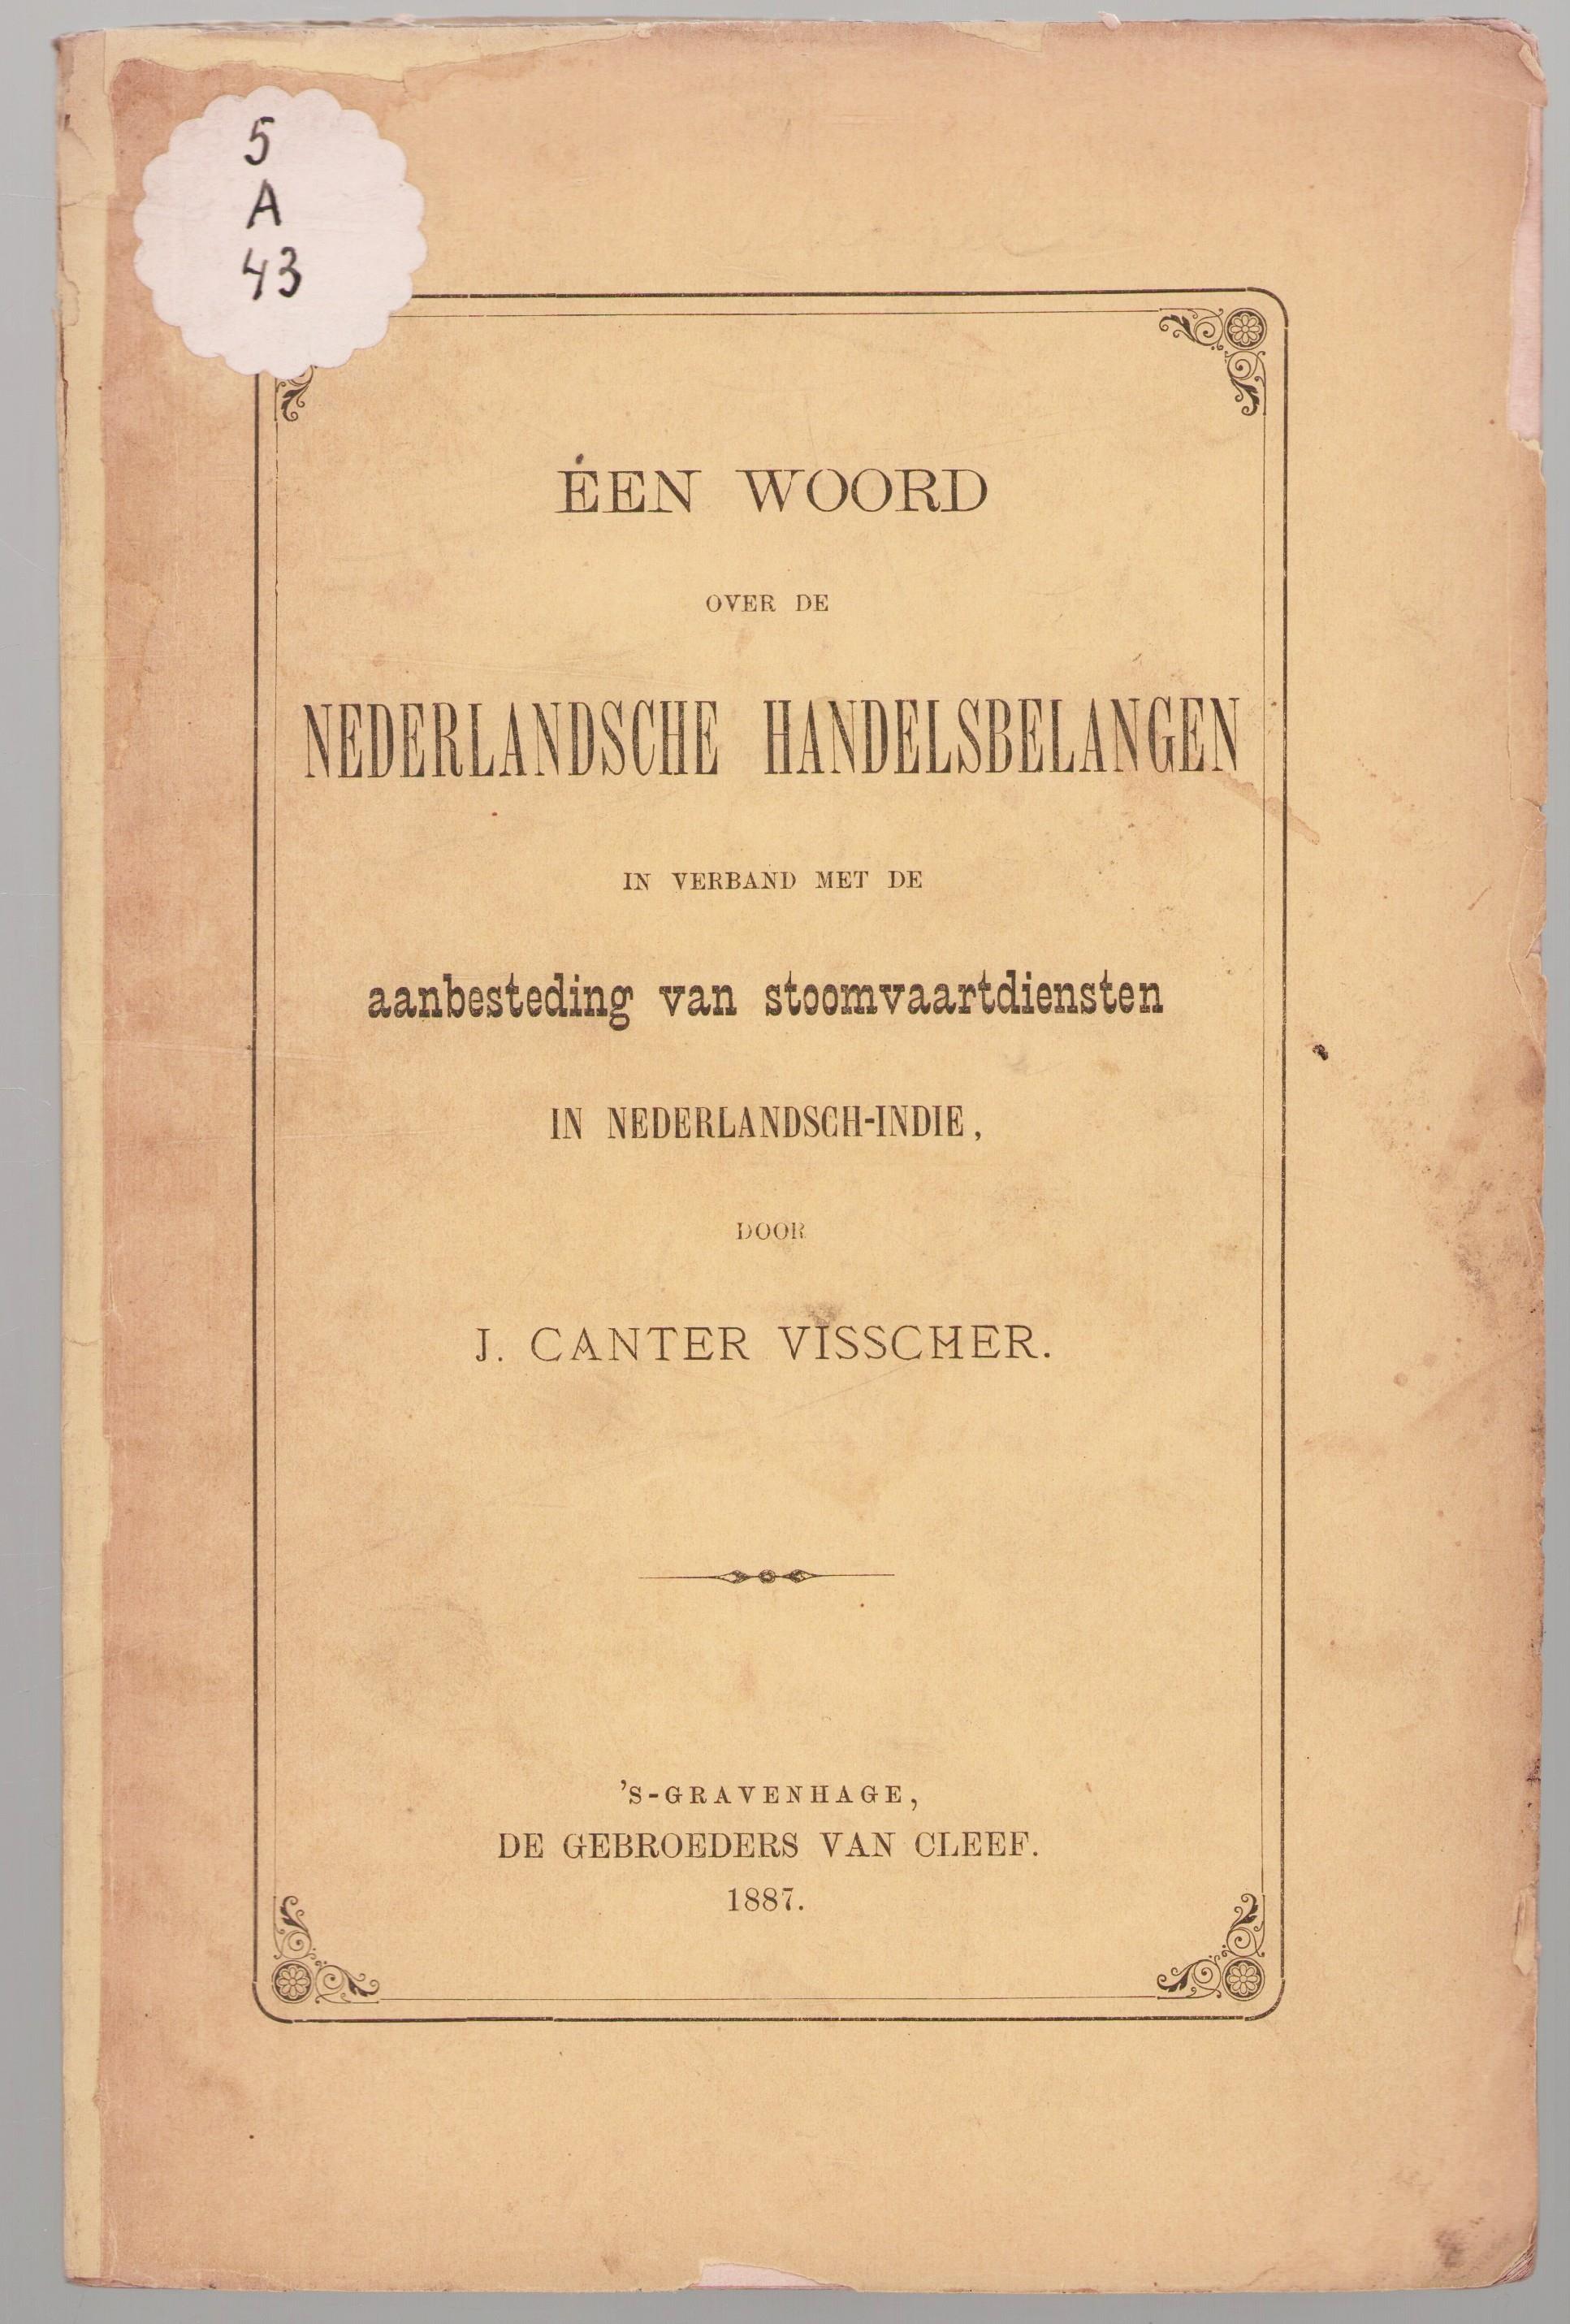 5
A
43
ÉEN WOORD
OVER DE
NEDERLANDSCHE HANDELSBELANGEN
IN VERBAND MET DE
aanbesteding van stoomvaartdiensten
IN NEDERLANDSCH-INDIE,
DOOR
J. CANTER VISSCHER.
'S-GRAVENHAGE,
DE GEBROEDERS VAN CLEEF.
1887.